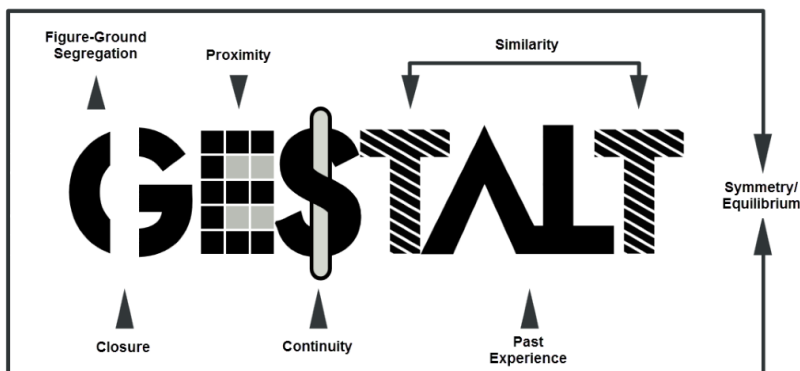 Figure-Ground
Segregation
Proximity
Similarity
GESTALT
Symmetry/
Equilibrium
Closure
Continuity
Past
Experience